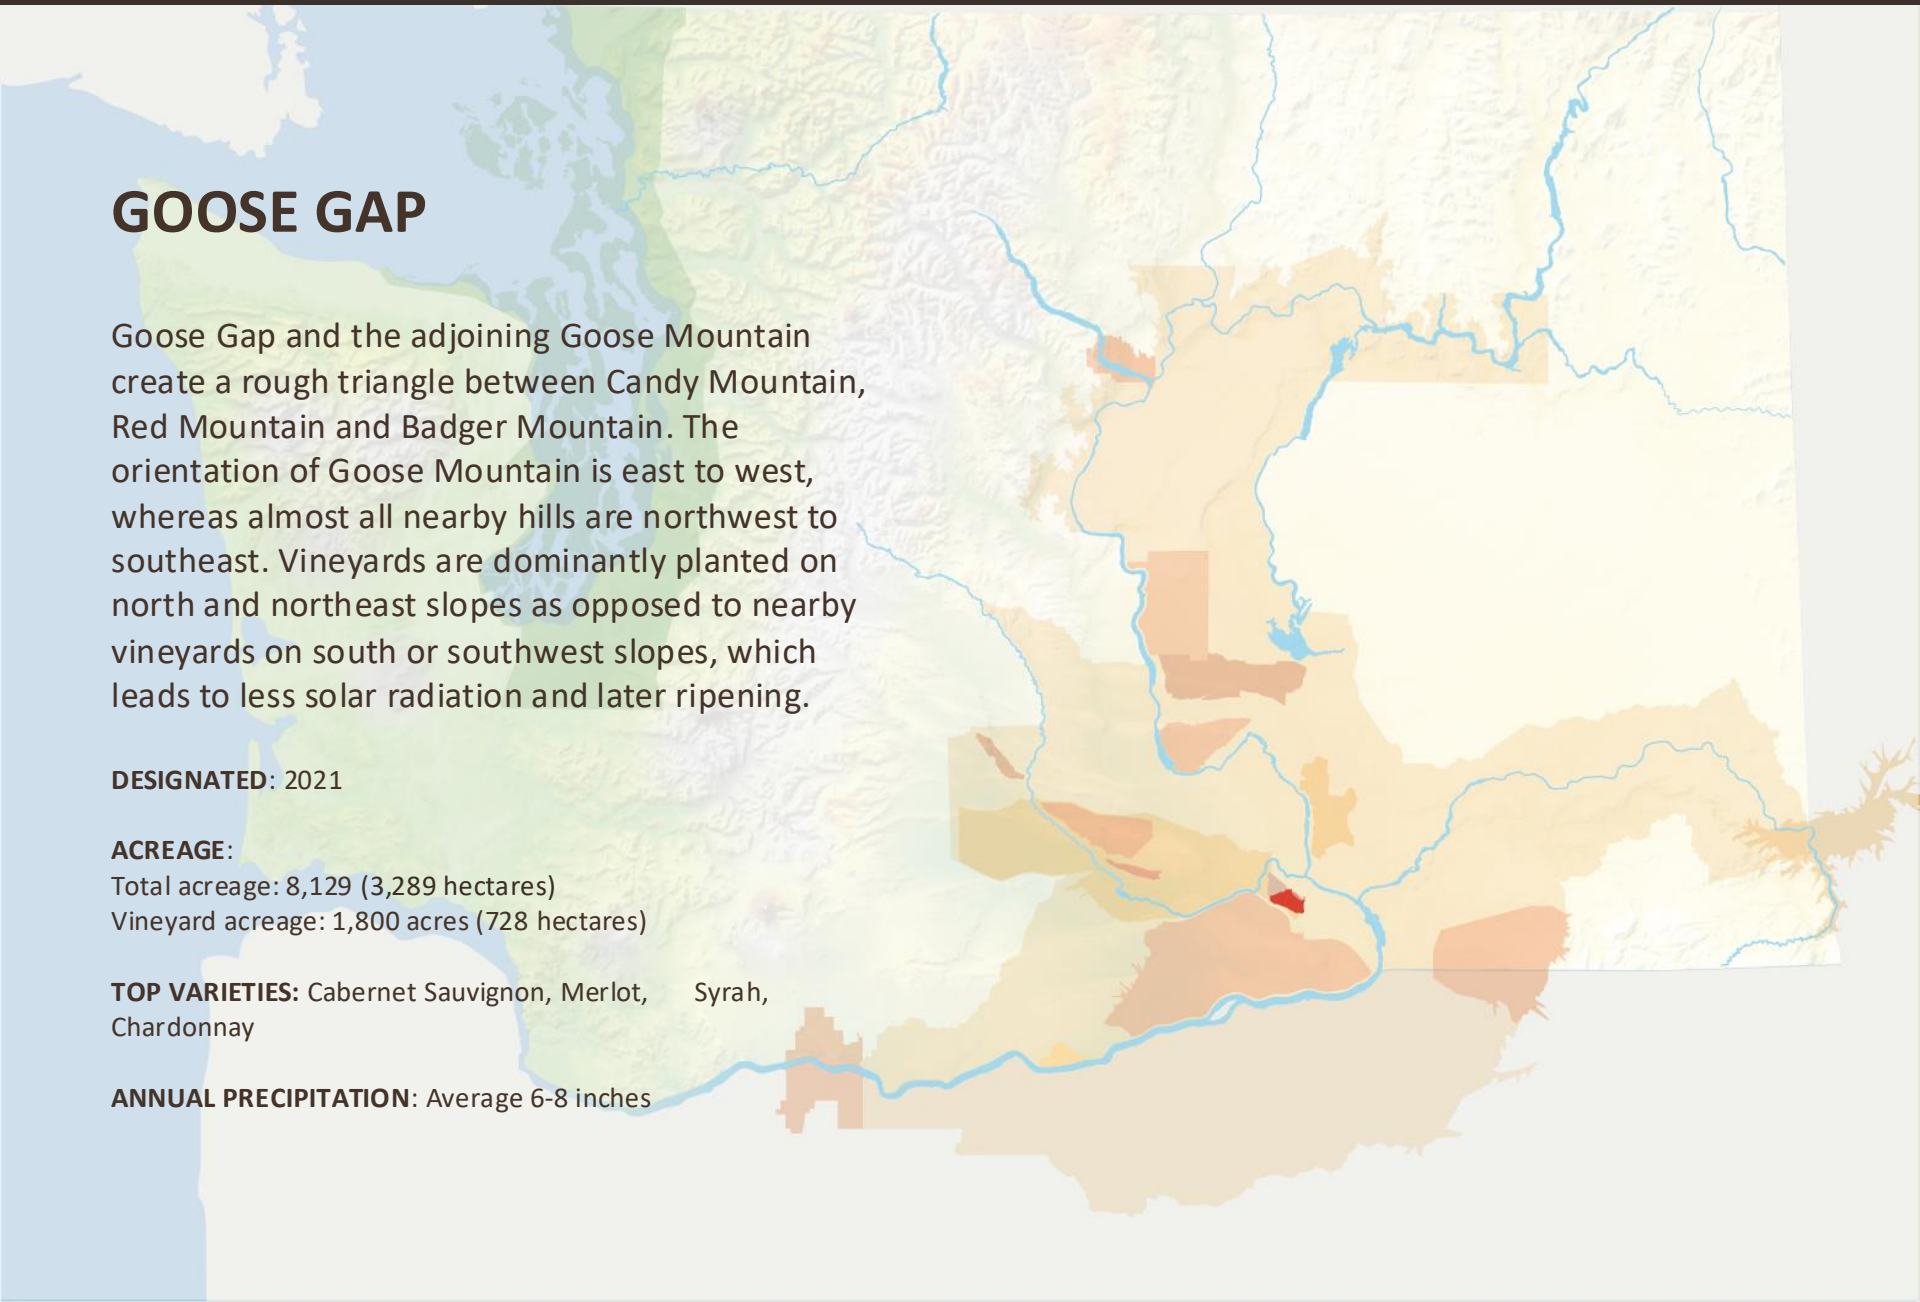 GOOSE GAP
Goose Gap and the adjoining Goose Mountain
create a rough triangle between Candy Mountain,
Red Mountain and Badger Mountain. The
orientation of Goose Mountain is east to west,
whereas almost all nearby hills are northwest to
southeast. Vineyards are dominantly planted on
north and northeast slopes as opposed to nearby
vineyards on south or southwest slopes, which
leads to less solar radiation and later ripening.
DESIGNATED: 2021
ACREAGE:
Total acreage: 8,129 (3,289 hectares)
Vineyard acreage: 1,800 acres (728 hectares)
TOP VARIETIES: Cabernet Sauvignon, Merlot, Syrah,
Chardonnay
ANNUAL PRECIPITATION: Average 6-8 inches